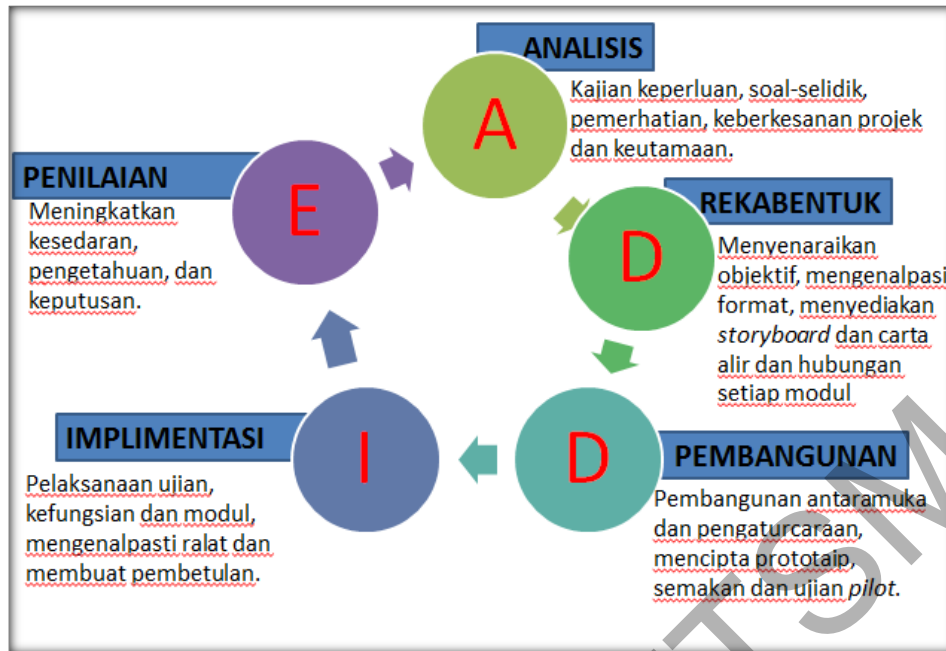 ANALISIS
A
Kajian keperluan, soal-selidik,
pemerhatian, keberkesanan projek
dan keutamaan.
REKABENTUK
D
Menyenaraikan
objektif, mengenalpasi
format, menyediakan
storyboard dan carta
alir dan hubungan
setiap modul
PEMBANGUNAN
D
Pembangunan antaramuka
dan pengaturcaraan,
mencipta prototaip,
semakan dan ujian pilot.
IMPLIMENTASI
I
Pelaksanaan ujian,
kefungsian dan modul,
mengenalpasti ralat dan
membuat pembetulan.
PENILAIAN
E
Meningkatkan
kesedaran,
pengetahuan, dan
keputusan.
TSM